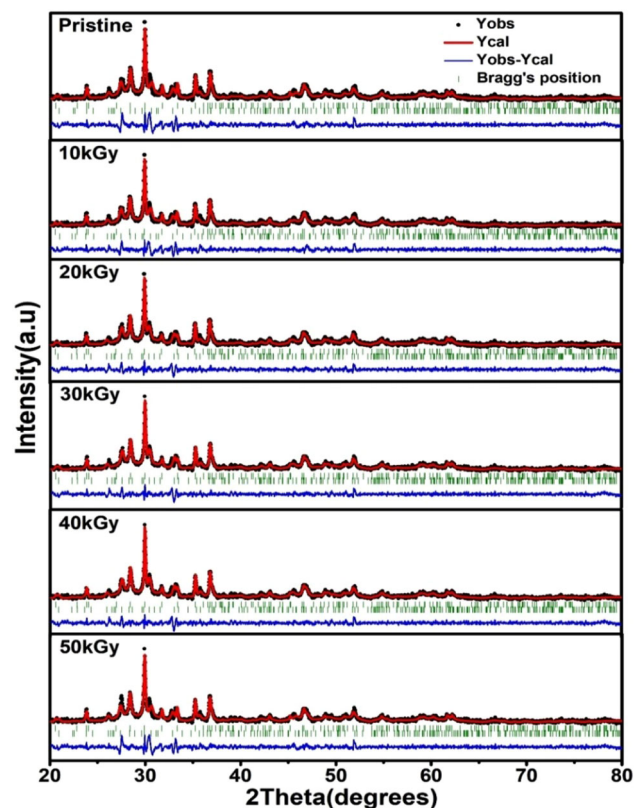 Pristine
Yobs
Ycal
Yobs-Ycal
Bragg's position
10kGy
20kGy
30kGy
40kGy
50kGy
Intensity(a.u)
20 30 40 50 60 70 80
2Theta(degrees)